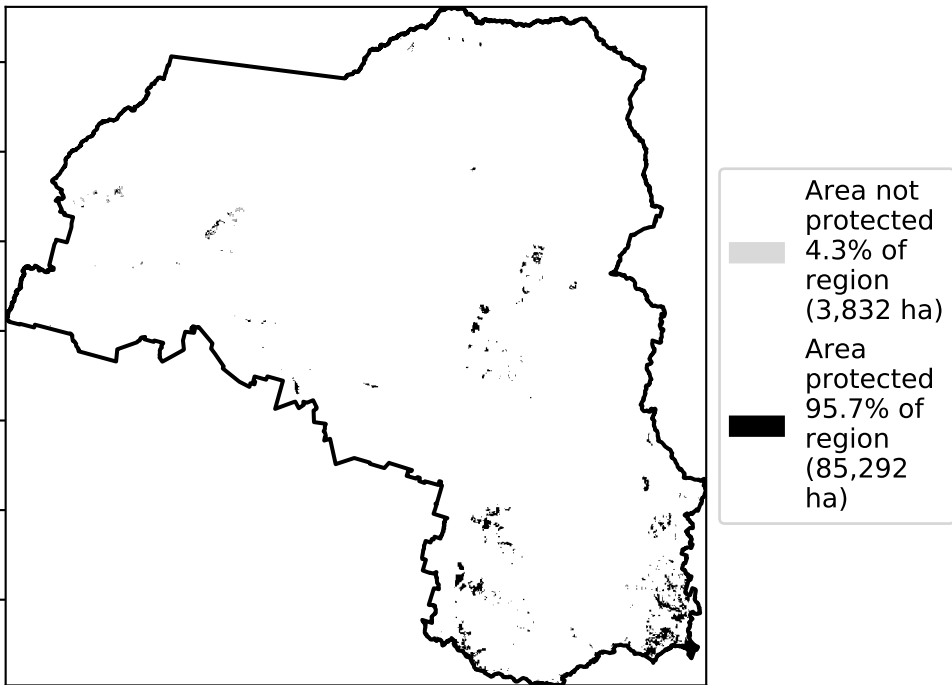 Area not
protected
4.3% of
region
(3,832 ha)
Area
protected
95.7% of
region
(85,292
ha)